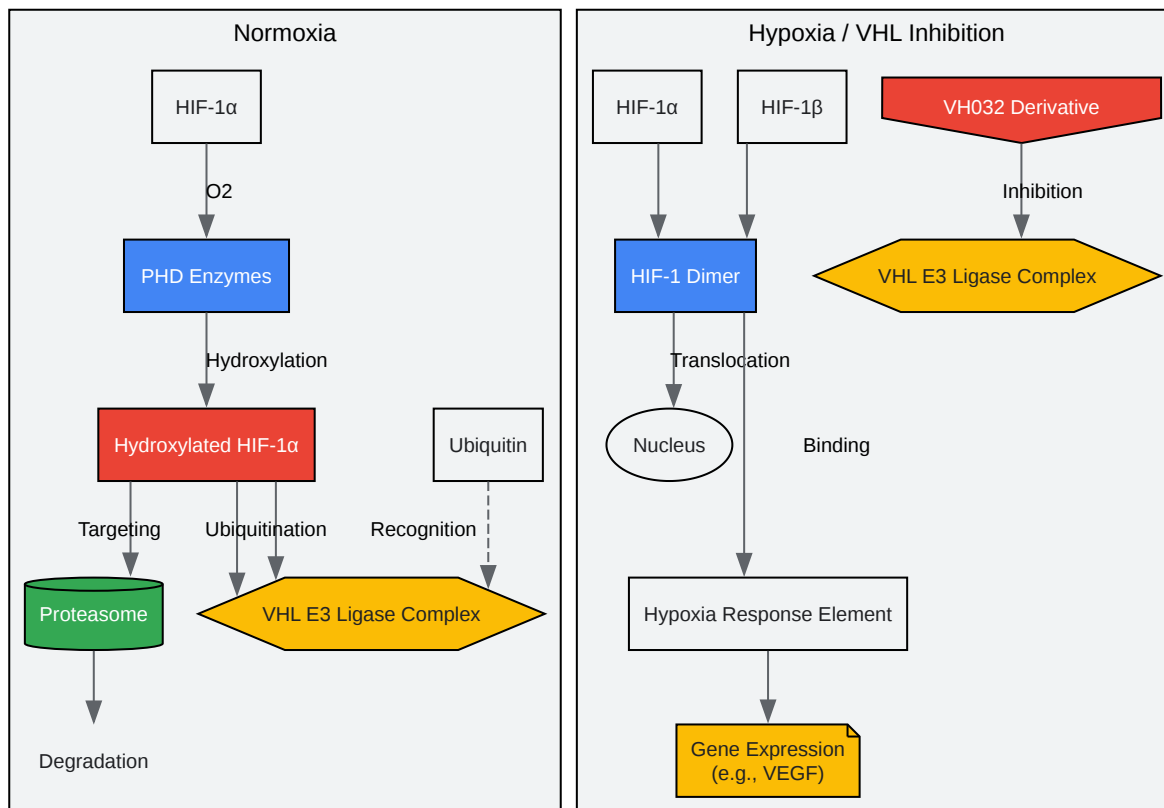 Normoxia
HIF-1α
O2
PHD Enzymes
Hydroxylation
Hydroxylated HIF-1α
Ubiquitin
Targeting
Ubiquitination
Recognition
Proteasome
VHL E3 Ligase Complex
Degradation
Hypoxia / VHL Inhibition
HIF-1α
HIF-1β
VH032 Derivative
Inhibition
HIF-1 Dimer
VHL E3 Ligase Complex
Translocation
Nucleus
Binding
Hypoxia Response Element
Gene Expression
(e.g., VEGF)